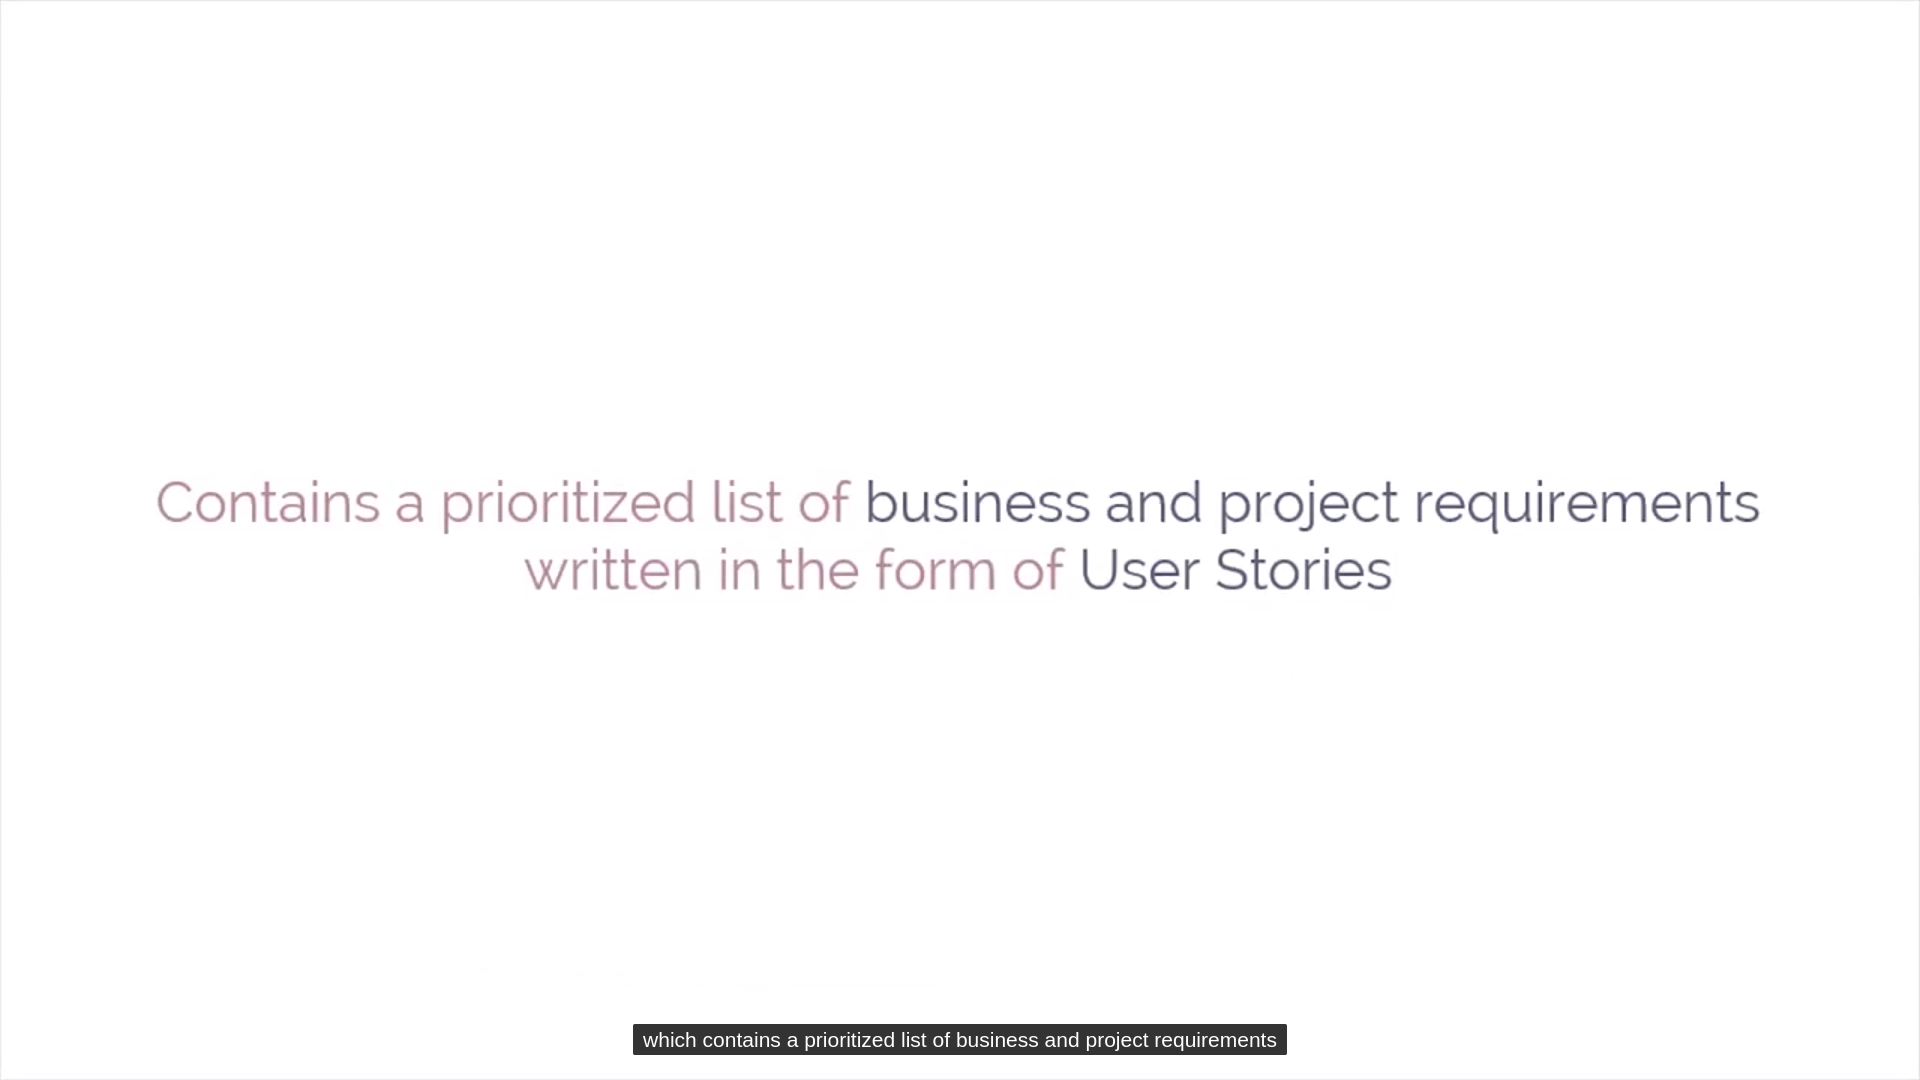 Contains a prioritized list of business and project requirements
written in the form of User Stories
which contains a prioritized list of business and project requirements